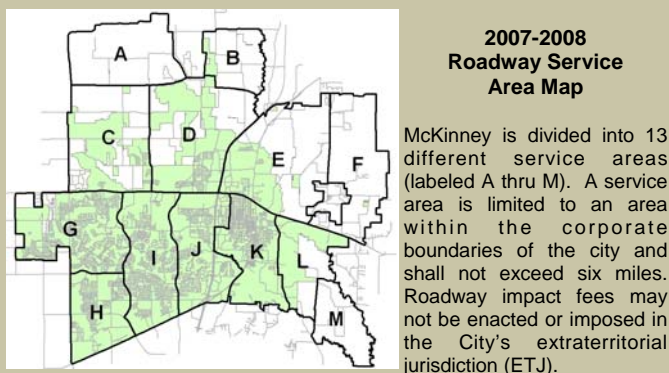 A
B
C
D
E
F
G
H
I
J
K
L
M
2007-2008
Roadway Service
Area Map
McKinney is divided into 13
different service areas
(labeled A thru M). A service
area is limited to an area
within the corporate
boundaries of the city and
shall not exceed six miles.
Roadway impact fees may
not be enacted or imposed in
the City's extraterritorial
jurisdiction (ETJ).